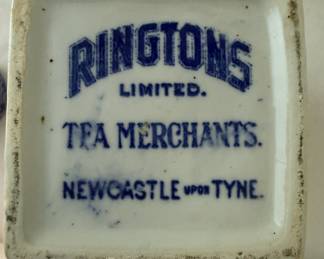 RINGTONS
LIMITED.
TEA MERCHANTS.
NEWCASTLE UPON TYNE.